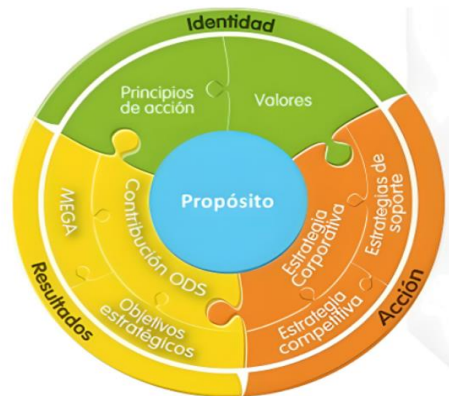 Identidad
Principios
de acción
Valores
Propósito
Estrategia
Corporativa
Estrategias de
soporte
Estrategia
competitiva
Acción
Contribución ODS
MEGA
Objetivos
estratégicos
Resultados